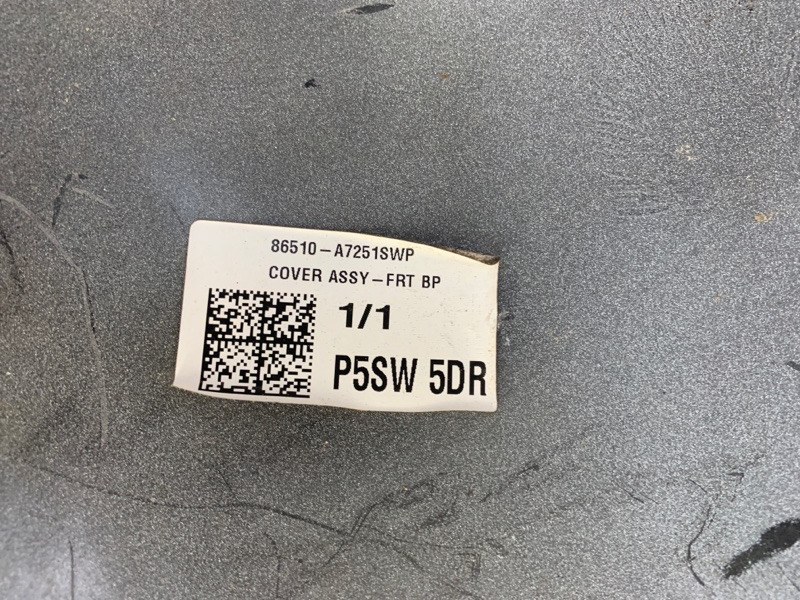 86510-A7251SWP
COVER ASSY-FRT BP
1/1
P5SW 5DR